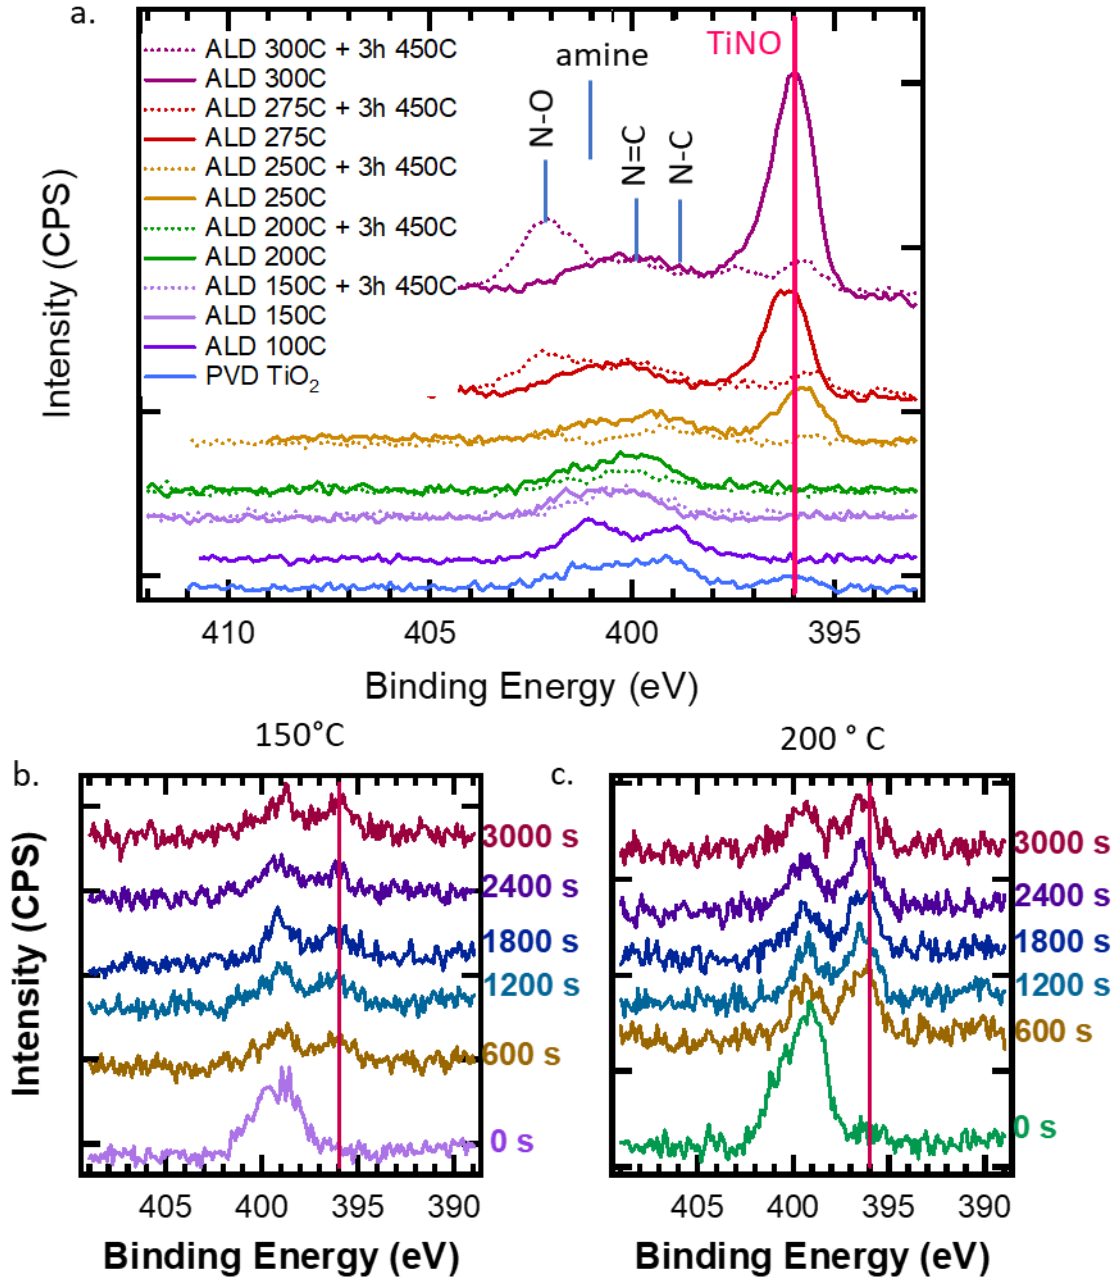 a.
ALD 300C + 3h 450C
ALD 300C
ALD 275C + 3h 450C
ALD 275C
ALD 250C + 3h 450C
ALD 250C
ALD 200C + 3h 450C
ALD 200C
ALD 150C + 3h 450C
ALD 150C
ALD 100C
PVD TiO₂
TiNO
amine
N-O
N=C
N-C
Intensity (CPS)
410
405
400
395
Binding Energy (eV)
b.
150°C
3000 s
2400 s
1800 s
1200 s
600 s
0 s
Intensity (CPS)
405
400
395
390
Binding Energy (eV)
c.
200 ° C
3000 s
2400 s
1800 s
1200 s
600 s
0 s
405
400
395
390
Binding Energy (eV)